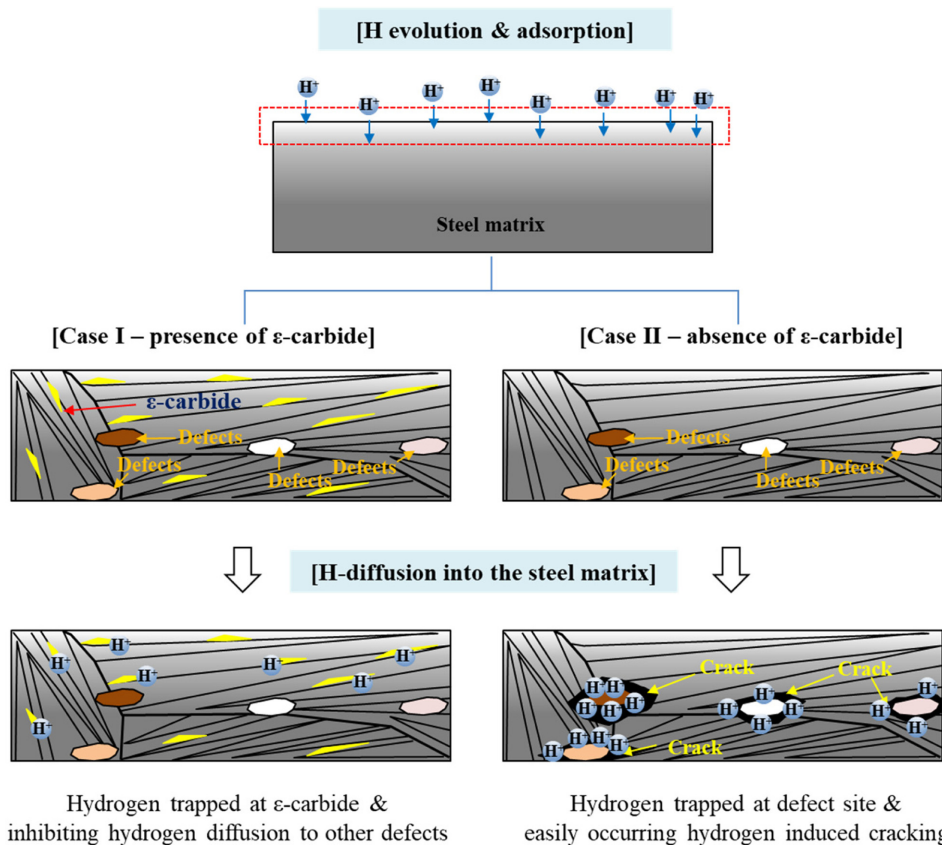 [H evolution & adsorption]
H⁺ H⁺ H⁺ H⁺ H⁺ H⁺ H⁺ H⁺
Steel matrix
[Case I – presence of ε-carbide]
[Case II – absence of ε-carbide]
ε-carbide
Defects
Defects
Defects
Defects
Defects
Defects
Defects
Defects
[H-diffusion into the steel matrix]
H⁺ H⁺ H⁺ H⁺ H⁺ H⁺ H⁺
Crack
Crack
Crack
H⁺ H⁺ H⁺ H⁺ H⁺
H⁺ H⁺ H⁺ H⁺
H⁺ H⁺ H⁺
H⁺ H⁺ H⁺ H⁺ H⁺
Hydrogen trapped at ε-carbide &
inhibiting hydrogen diffusion to other defects
Hydrogen trapped at defect site &
easily occurring hydrogen induced cracking